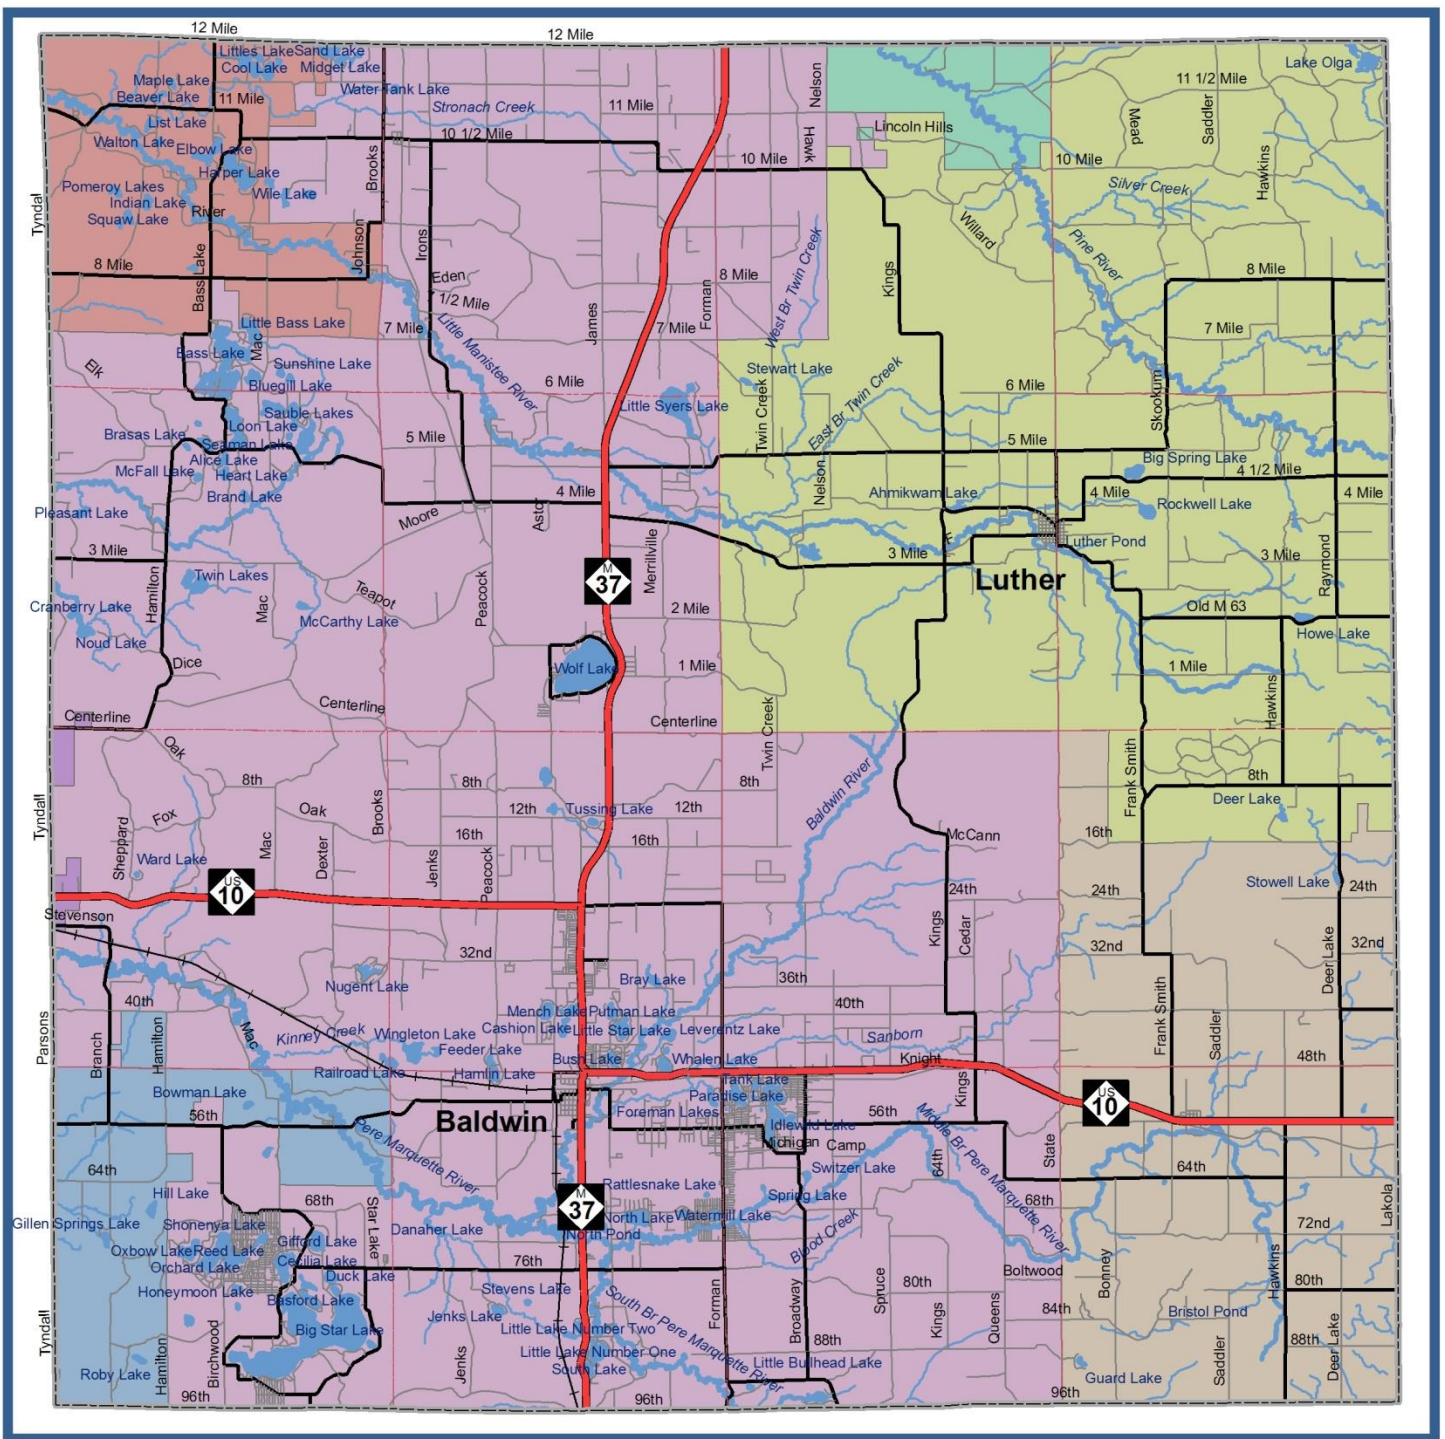 12 Mile
12 Mile
Littles Lake Sand Lake
Cool Lake Midget Lake
Lake Olga
Nelson
Maple Lake
11 1/2 Mile
Water Tank Lake
Beaver Lake
11 Mile
Stronach Creek
11 Mile
Mead
Saddler
List Lake
Lincoln Hills
10 1/2 Mile
Walton Lake
Elbow Lake
Hawk
10 Mile
10 Mile
Brooks
Harper Lake
Hawkins
Pomeroy Lakes
Wile Lake
Silver Creek
Indian Lake
Tyndal
River
Squaw Lake
Willard
Johnson
Irons
West Br Twin Creek
Pine River
8 Mile
Bass Lake
Eden
8 Mile
Kings
8 Mile
1/2 Mile
Forman
Little Bass Lake
7 Mile
Little Manistee River
James
7 Mile
7 Mile
Mac
Bass Lake
Elk
Sunshine Lake
Stewart Lake
Bluegill Lake
6 Mile
6 Mile
Skookum
East Br Twin Creek
Little Syers Lake
Twin Creek
Sauble Lakes
Loon Lake
Brasas Lake
5 Mile
5 Mile
Seaman Lake
Alice Lake
Big Spring Lake
McFall Lake
Heart Lake
4 1/2 Mile
Nelson
Brand Lake
4 Mile
Ahmikwam Lake
4 Mile
4 Mile
Rockwell Lake
Pleasant Lake
Moore
Luther Pond
3 Mile
3 Mile
3 Mile
M
37
Merrillville
Luther
Raymond
Twin Lakes
Hamilton
Mac
Teapot
Peacock
Cranberry Lake
2 Mile
Old M 63
McCarthy Lake
Howe Lake
Noud Lake
Dice
Wolf Lake
1 Mile
1 Mile
Centerline
Centerline
Centerline
Hawkins
Twin Creek
Oak
Frank Smith
8th
8th
8th
8th
Baldwin River
Deer Lake
Tyndall
Fox
Oak
Brooks
12th
Tussing Lake
12th
Sheppard
Mac
16th
16th
McCann
16th
Dexter
Ward Lake
Jenks
Peacock
US
10
24th
24th
Stowell Lake
24th
Stevenson
Kings
Cedar
32nd
32nd
Deer Lake
32nd
Nugent Lake
Bray Lake
36th
40th
40th
Frank Smith
Mench Lake Putman Lake
Parsons
Branch
Hamilton
Mac
Kinney Creek
Wingleton Lake
Cashion Lake Little Star Lake
Leverentz Lake
Sanborn
Saddler
Feeder Lake
Bush Lake
Whalen Lake
Knight
48th
Railroad Lake
Hamlin Lake
Tank Lake
Bowman Lake
Paradise Lake
Kings
US
10
56th
Baldwin
Foreman Lakes
56th
Idlewild Lake
Pere Marquette River
Michigan
Camp
Middle Br Pere Marquette River
State
64th
64th
64th
Switzer Lake
Hill Lake
68th
Rattlesnake Lake
Spring Lake
68th
M
37
Gillen Springs Lake
Shonenya Lake
Star Lake
Danaher Lake
North Lake
Watermill Lake
72nd
Lakola
North Pond
Blood Creek
Gifford Lake
Oxbow Lake Reed Lake
Cecilia Lake
76th
Orchard Lake
Duck Lake
Boltwood
Honeymoon Lake
Basford Lake
Stevens Lake
80th
80th
Bonney
Hawkins
Forman
Broadway
Spruce
Kings
Queens
84th
Bristol Pond
Tyndall
Jenks Lake
South Br Pere Marquette River
Big Star Lake
Little Lake Number Two
88th
88th
Little Lake Number One
Roby Lake
Hamilton
Birchwood
Jenks
South Lake
Little Bullhead Lake
Guard Lake
Saddler
Deer Lake
96th
96th
96th